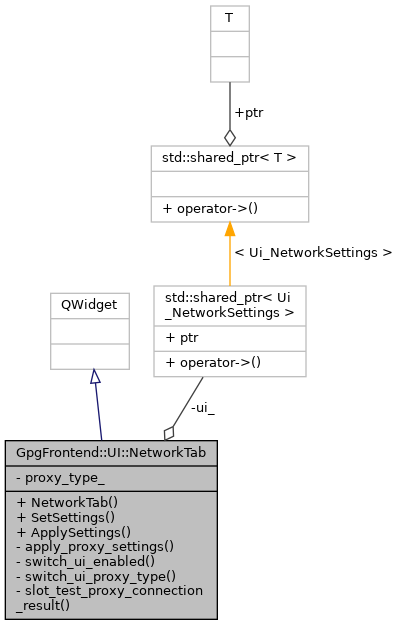 T
+ptr
std::shared_ptr< T >
+ operator->()
< Ui_NetworkSettings >
std::shared_ptr< Ui
_NetworkSettings >
+ ptr
+ operator->()
QWidget
-ui_
GpgFrontend::UI::NetworkTab
- proxy_type_
+ NetworkTab()
+ SetSettings()
+ ApplySettings()
- apply_proxy_settings()
- switch_ui_enabled()
- switch_ui_proxy_type()
- slot_test_proxy_connection
_result()